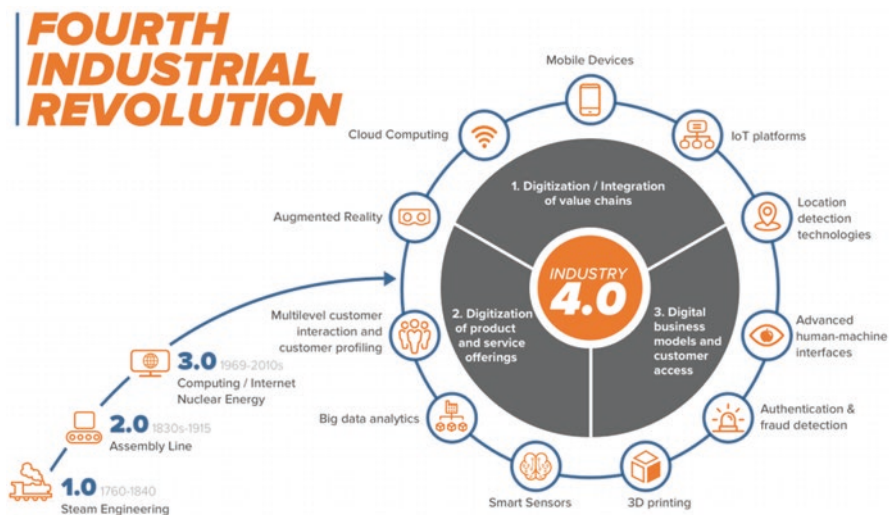 FOURTH
INDUSTRIAL
REVOLUTION
Mobile Devices
Cloud Computing
IoT platforms
Augmented Reality
Location
detection
technologies
Multilevel customer
interaction and
customer profiling
Advanced
human-machine
interfaces
Big data analytics
Authentication &
fraud detection
Smart Sensors
3D printing
1. Digitization / Integration
of value chains
INDUSTRY
4.0
2. Digitization
of product
and service
offerings
3. Digital
business
models and
customer
access
3.0 1969-2010s
Computing / Internet
Nuclear Energy
2.0 1830s-1915
Assembly Line
1.0 1760-1840
Steam Engineering